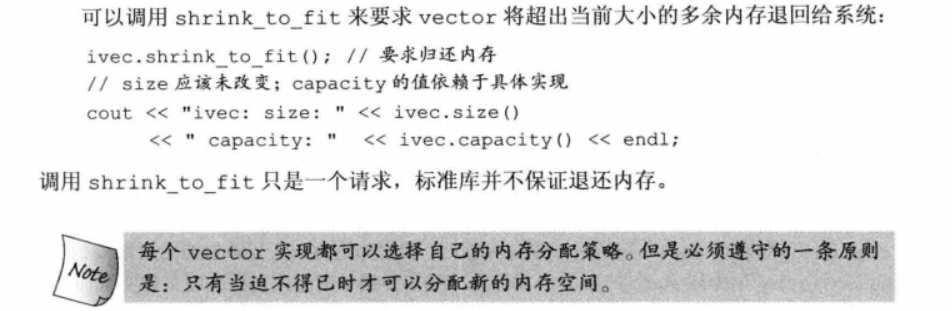 可以调用 shrink_to_fit 来要求 vector 将超出当前大小的多余内存退回给系统：
ivec.shrink_to_fit(); // 要求归还内存
// size 应该未改变；capacity 的值依赖于具体实现
cout << "ivec: size: " << ivec.size()
<< " capacity: "  << ivec.capacity() << endl;
调用 shrink_to_fit 只是一个请求，标准库并不保证退还内存。
Note
每个 vector 实现都可以选择自己的内存分配策略。但是必须遵守的一条原则
是：只有当迫不得已时才可以分配新的内存空间。